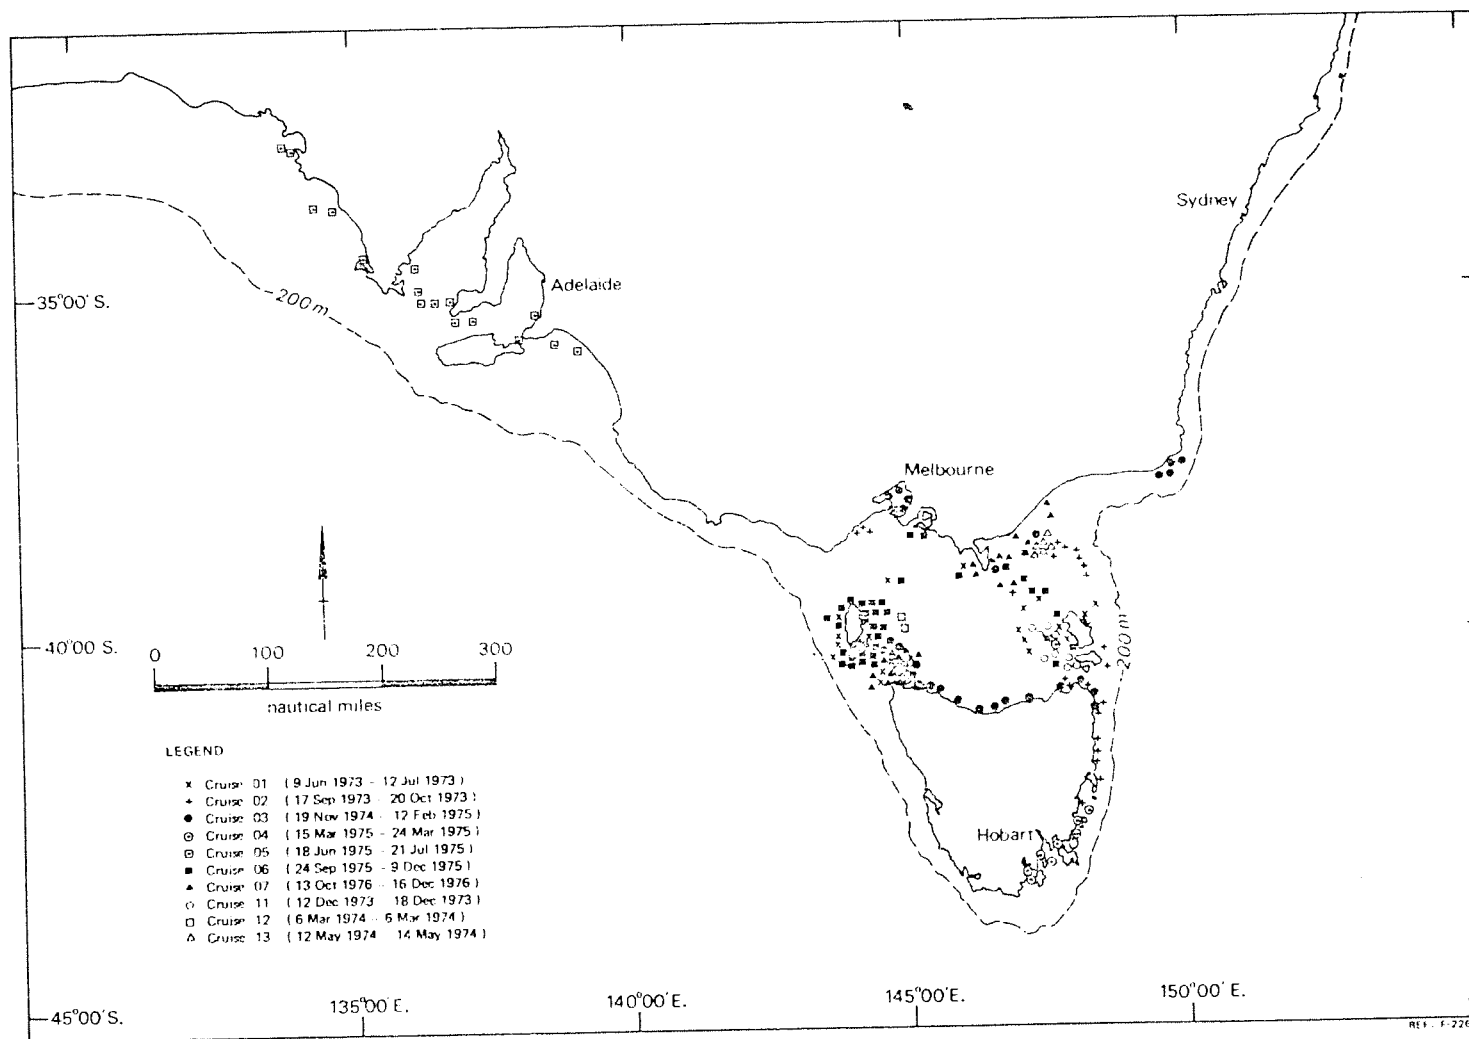 Sydney
Adelaide
35°00' S.
200m
Melbourne
40°00' S.
0 100 200 300
nautical miles
200m
LEGEND
x Cruise 01 ( 9 Jun 1973 - 12 Jul 1973 )
+ Cruise 02 ( 17 Sep 1973 - 20 Oct 1973 )
● Cruise 03 ( 19 Nov 1974 - 12 Feb 1975 )
⊙ Cruise 04 ( 15 Mar 1975 - 24 Mar 1975 )
⊡ Cruise 05 ( 18 Jun 1975 - 21 Jul 1975 )
■ Cruise 06 ( 24 Sep 1975 - 9 Dec 1975 )
▲ Cruise 07 ( 13 Oct 1976 - 16 Dec 1976 )
○ Cruise 11 ( 12 Dec 1973 18 Dec 1973 )
□ Cruise 12 ( 6 Mar 1974 - 6 Mar 1974 )
△ Cruise 13 ( 12 May 1974 14 May 1974 )
Hobart
135°00' E.
140°00' E.
145°00' E.
150°00' E.
45°00' S.
REF. F-226